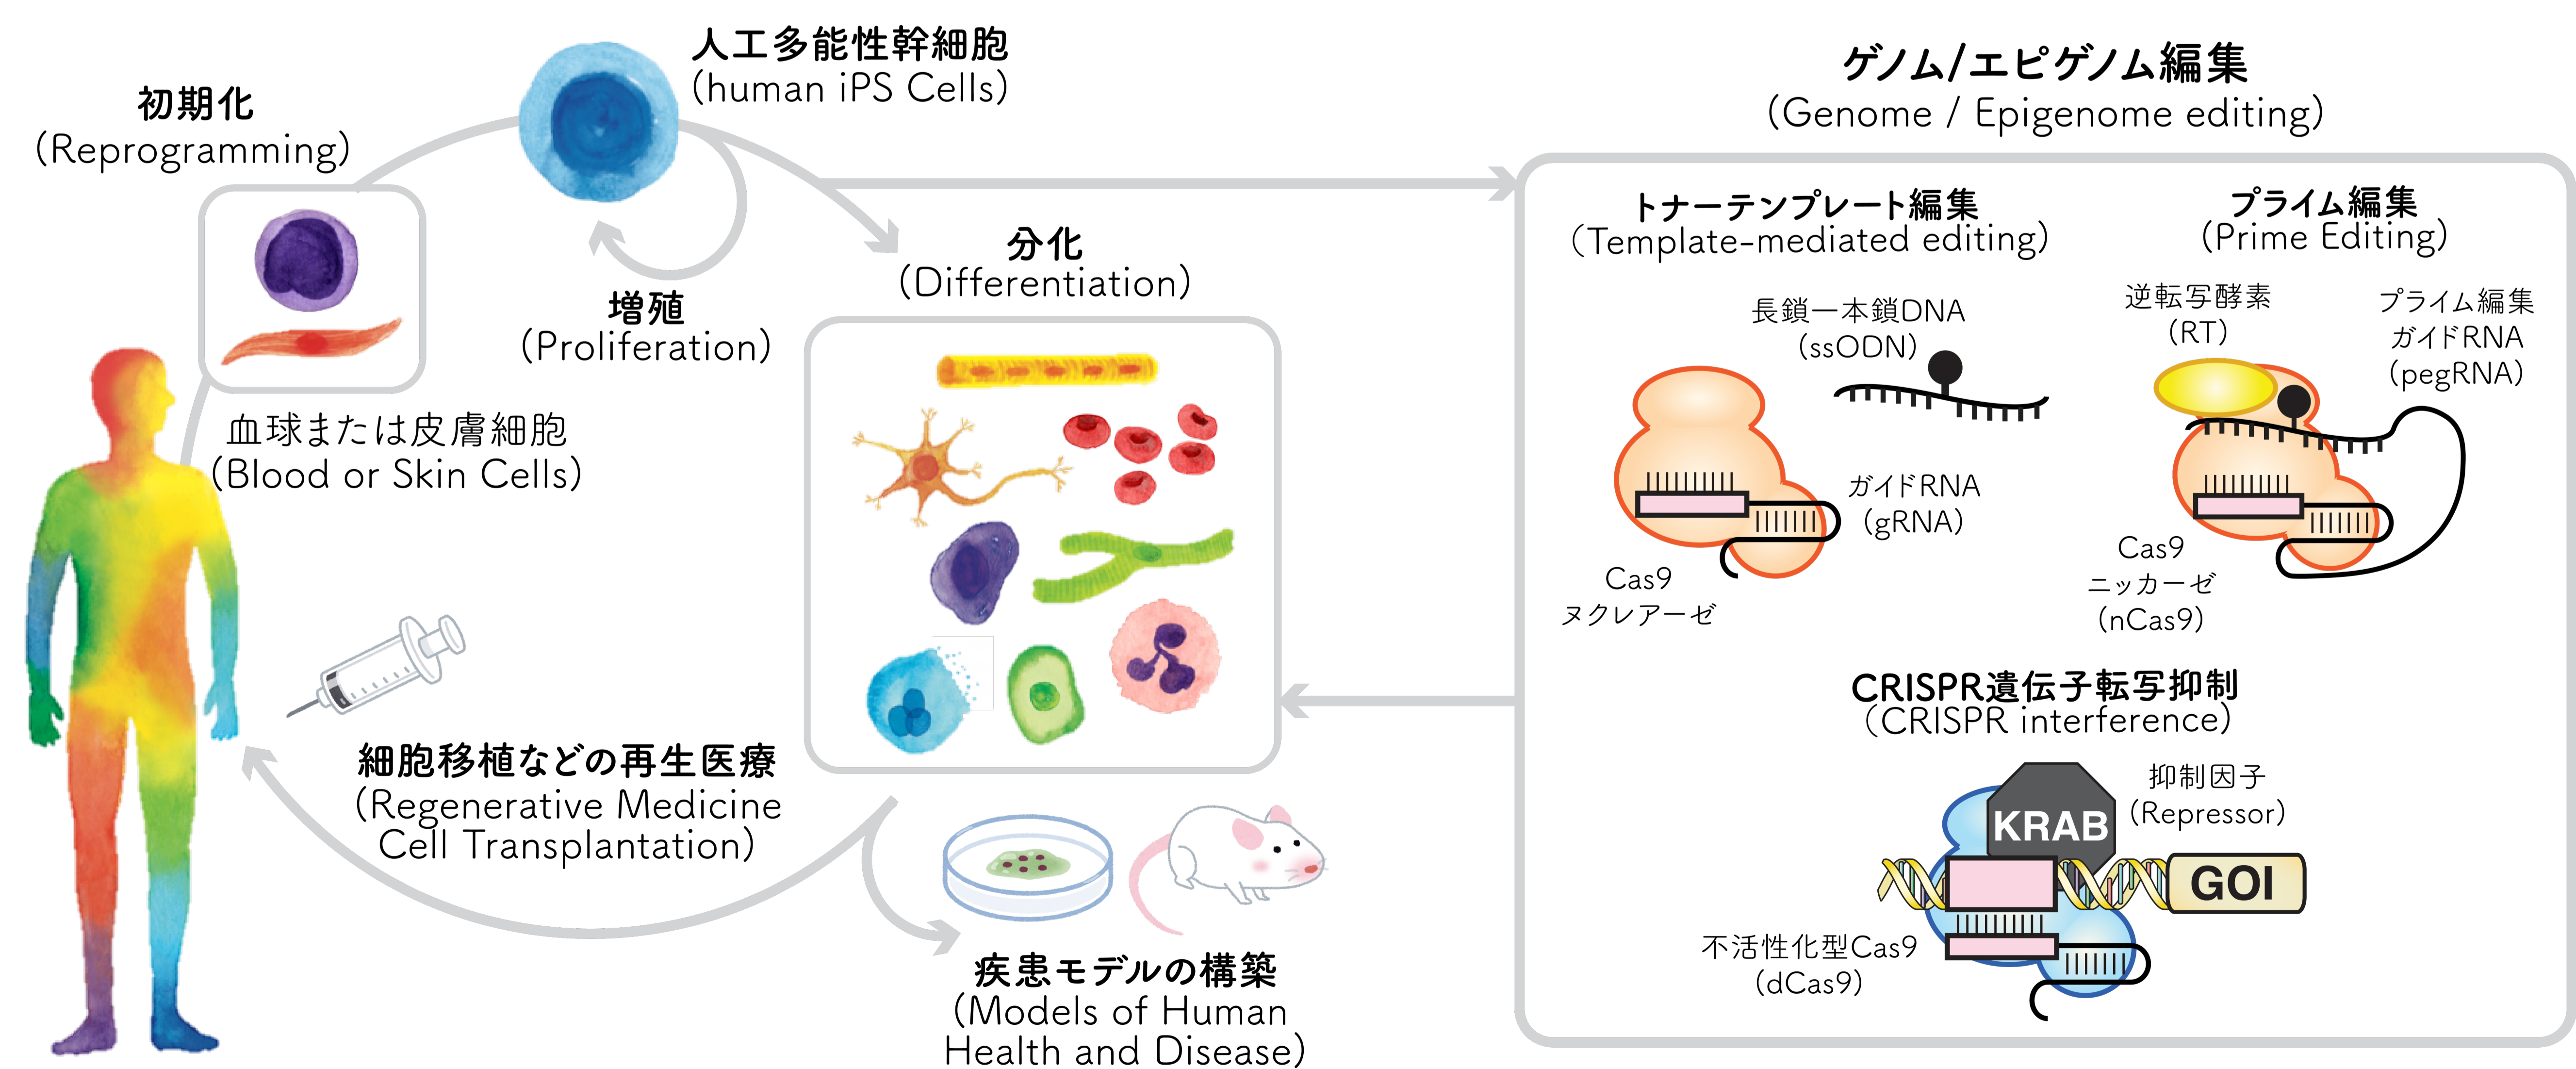 初期化
(Reprogramming)
人工多能性幹細胞
(human iPS Cells)
増殖
(Proliferation)
血球または皮膚細胞
(Blood or Skin Cells)
分化
(Differentiation)
細胞移植などの再生医療
(Regenerative Medicine
Cell Transplantation)
疾患モデルの構築
(Models of Human
Health and Disease)
ゲノム/エピゲノム編集
(Genome / Epigenome editing)
トナーテンプレート編集
(Template-mediated editing)
長鎖一本鎖DNA
(ssODN)
ガイドRNA
(gRNA)
Cas9
ヌクレアーゼ
プライム編集
(Prime Editing)
逆転写酵素
(RT)
プライム編集
ガイドRNA
(pegRNA)
Cas9
ニッカーゼ
(nCas9)
CRISPR遺伝子転写抑制
(CRISPR interference)
抑制因子
(Repressor)
KRAB
GOI
不活性化型Cas9
(dCas9)